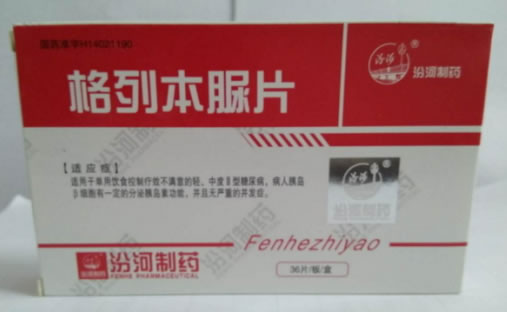 国药准字H14021190
汾河
®
汾河制药
格列本脲片
【适应症】
适用于单用饮食控制疗效不满意的轻、中度Ⅱ型糖尿病，病人胰岛
β细胞有一定的分泌胰岛素功能，并且无严重的并发症。
汾河制药
FENHE PHARMACEUTICAL
Fenhezhiyao
36片/板/盒